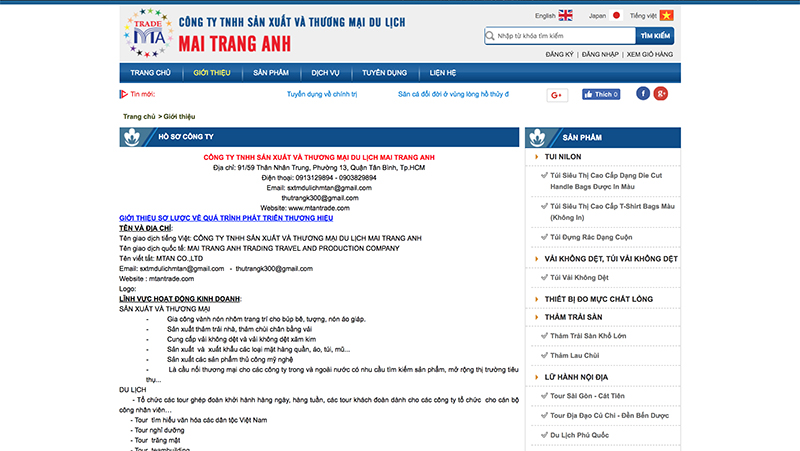 English Japan Tiếng việt
TRADE
MTA
CÔNG TY TNHH SẢN XUẤT VÀ THƯƠNG MẠI DU LỊCH
MAI TRANG ANH
Nhập từ khóa tìm kiếm TÌM KIẾM
ĐĂNG KÝ | ĐĂNG NHẬP | XEM GIỎ HÀNG
TRANG CHỦ GIỚI THIỆU SẢN PHẨM DỊCH VỤ TUYỂN DỤNG LIÊN HỆ
Tin mới: Tuyển dụng vê chính trị Săn cá đổi đời ở vùng lòng hồ thủy đ G+ Thích 0 f g+
Trang chủ > Giới thiệu
HỒ SƠ CÔNG TY
CÔNG TY TNHH SẢN XUẤT VÀ THƯƠNG MẠI DU LỊCH MAI TRANG ANH
Địa chỉ: 91/59 Thân Nhân Trung, Phường 13, Quận Tân Bình, Tp.HCM
Điện thoại: 0913129894 - 0903829894
Email: sxtmdulichmtan@gmail.com
thutrangk300@gmail.com
Website: www.mtantrade.com
GIỚI THIỆU SƠ LƯỢC VỀ QUÁ TRÌNH PHÁT TRIỂN THƯƠNG HIỆU
TÊN VÀ ĐỊA CHỈ:
Tên giao dịch tiếng Việt: CÔNG TY TNHH SẢN XUẤT VÀ THƯƠNG MẠI DU LỊCH MAI TRANG ANH
Tên giao dịch quốc tế: MAI TRANG ANH TRADING TRAVEL AND PRODUCTION COMPANY
Tên viết tắt: MTAN CO.,LTD
Email: sxtmdulichmtan@gmail.com - thutrangk300@gmail.com
Website : mtantrade.com
Logo:
LĨNH VỰC HOẠT ĐỘNG KINH DOANH:
SẢN XUẤT VÀ THƯƠNG MẠI
- Gia công vành nón nhôm trang trí cho búp bê, tượng, nón áo giáp.
- Sản xuất thảm trải nhà, thảm chùi chân bằng vải
- Cung cấp vải không dệt và vải không dệt xăm kim
- Sản xuất và xuất khẩu các loại mặt hàng quần, áo, túi, mũ...
- Sản xuất các sản phẩm thủ công mỹ nghệ
- Là cầu nối thương mại cho các công ty trong và ngoài nước có nhu cầu tìm kiếm sản phẩm, mở rộng thị trường tiêu
thụ...
DU LỊCH
- Tổ chức các tour ghép đoàn khởi hành hàng ngày, hàng tuần, các tour khách đoàn dành cho các công ty tổ chức cho cán bộ
công nhân viên…
- Tour tìm hiểu văn hóa các dân tộc Việt Nam
- Tour nghỉ dưỡng
- Tour trăng mật
- Tour teambuilding
SẢN PHẨM
TUI NILON
Túi Siêu Thị Cao Cấp Dạng Die Cut
Handle Bags Được In Màu
Túi Siêu Thị Cao Cấp T-Shirt Bags Màu
(Không In)
Túi Đựng Rác Dạng Cuộn
VẢI KHÔNG DỆT, TÚI VẢI KHÔNG DỆT
Túi Vải Không Dệt
THIẾT BỊ ĐO MỰC CHẤT LỎNG
THẢM TRẢI SÀN
Thảm Trải Sàn Khổ Lớn
Thảm Lau Chùi
LỮ HÀNH NỘI ĐỊA
Tour Sài Gòn - Cát Tiên
Tour Địa Đạo Củ Chi - Đền Bến Dược
Du Lịch Phú Quốc